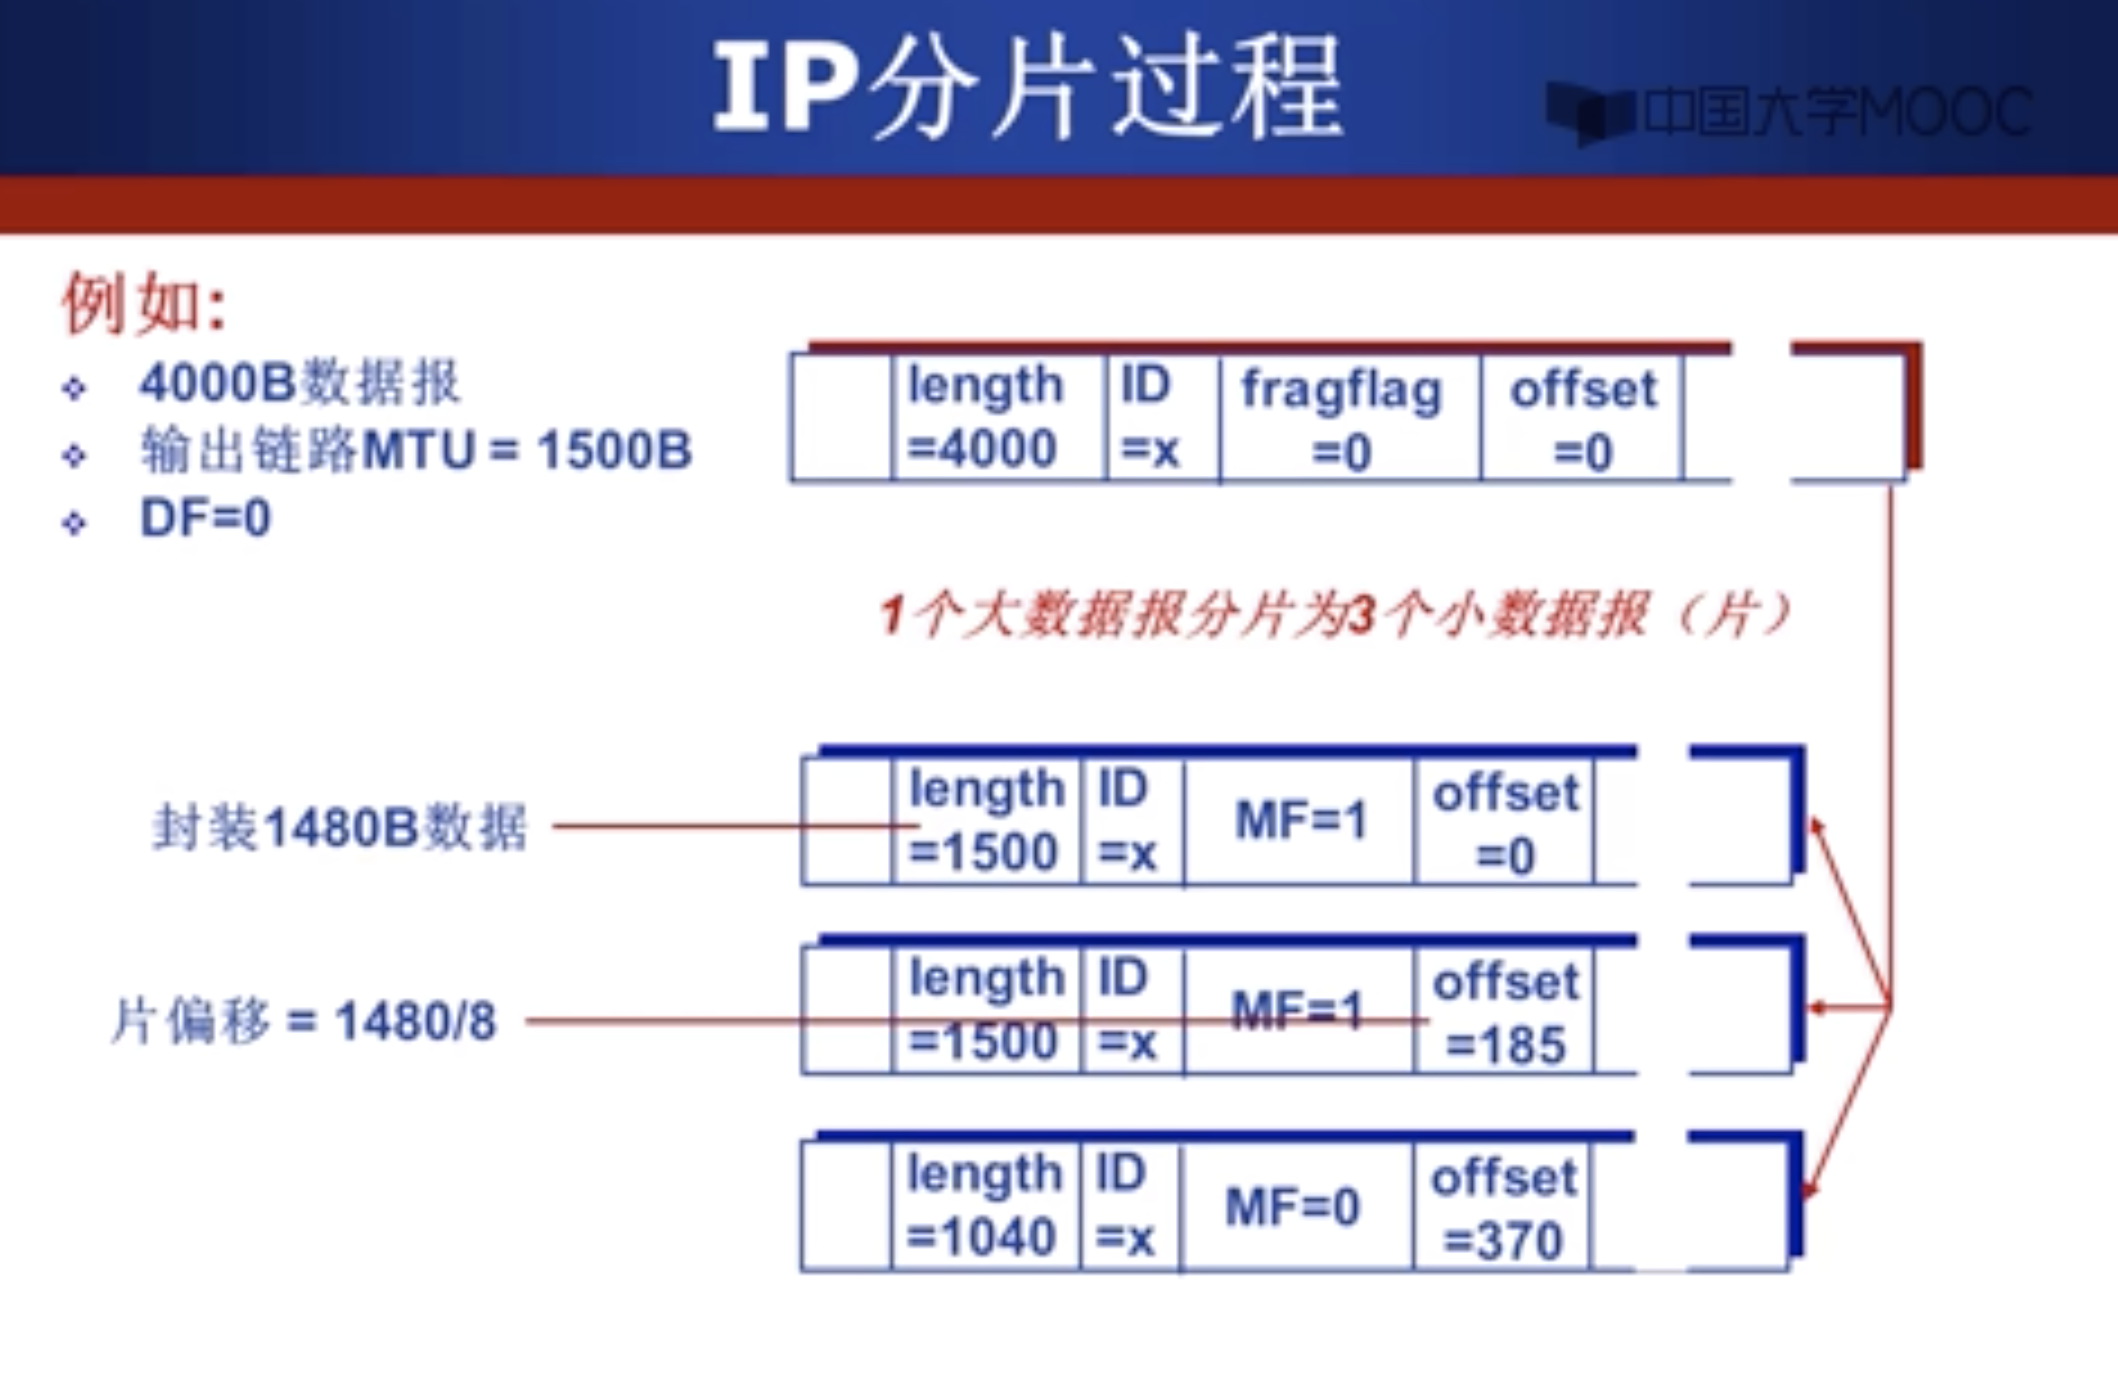 IP分片过程
中国大学MOOC
例如:
4000B数据报
输出链路MTU = 1500B
DF=0
length ID fragflag offset
=4000 =x =0 =0
1个大数据报分片为3个小数据报（片）
封装1480B数据
length ID MF=1 offset
=1500 =x =0
片偏移 = 1480/8
length ID MF=1 offset
=1500 =x =185
length ID MF=0 offset
=1040 =x =370